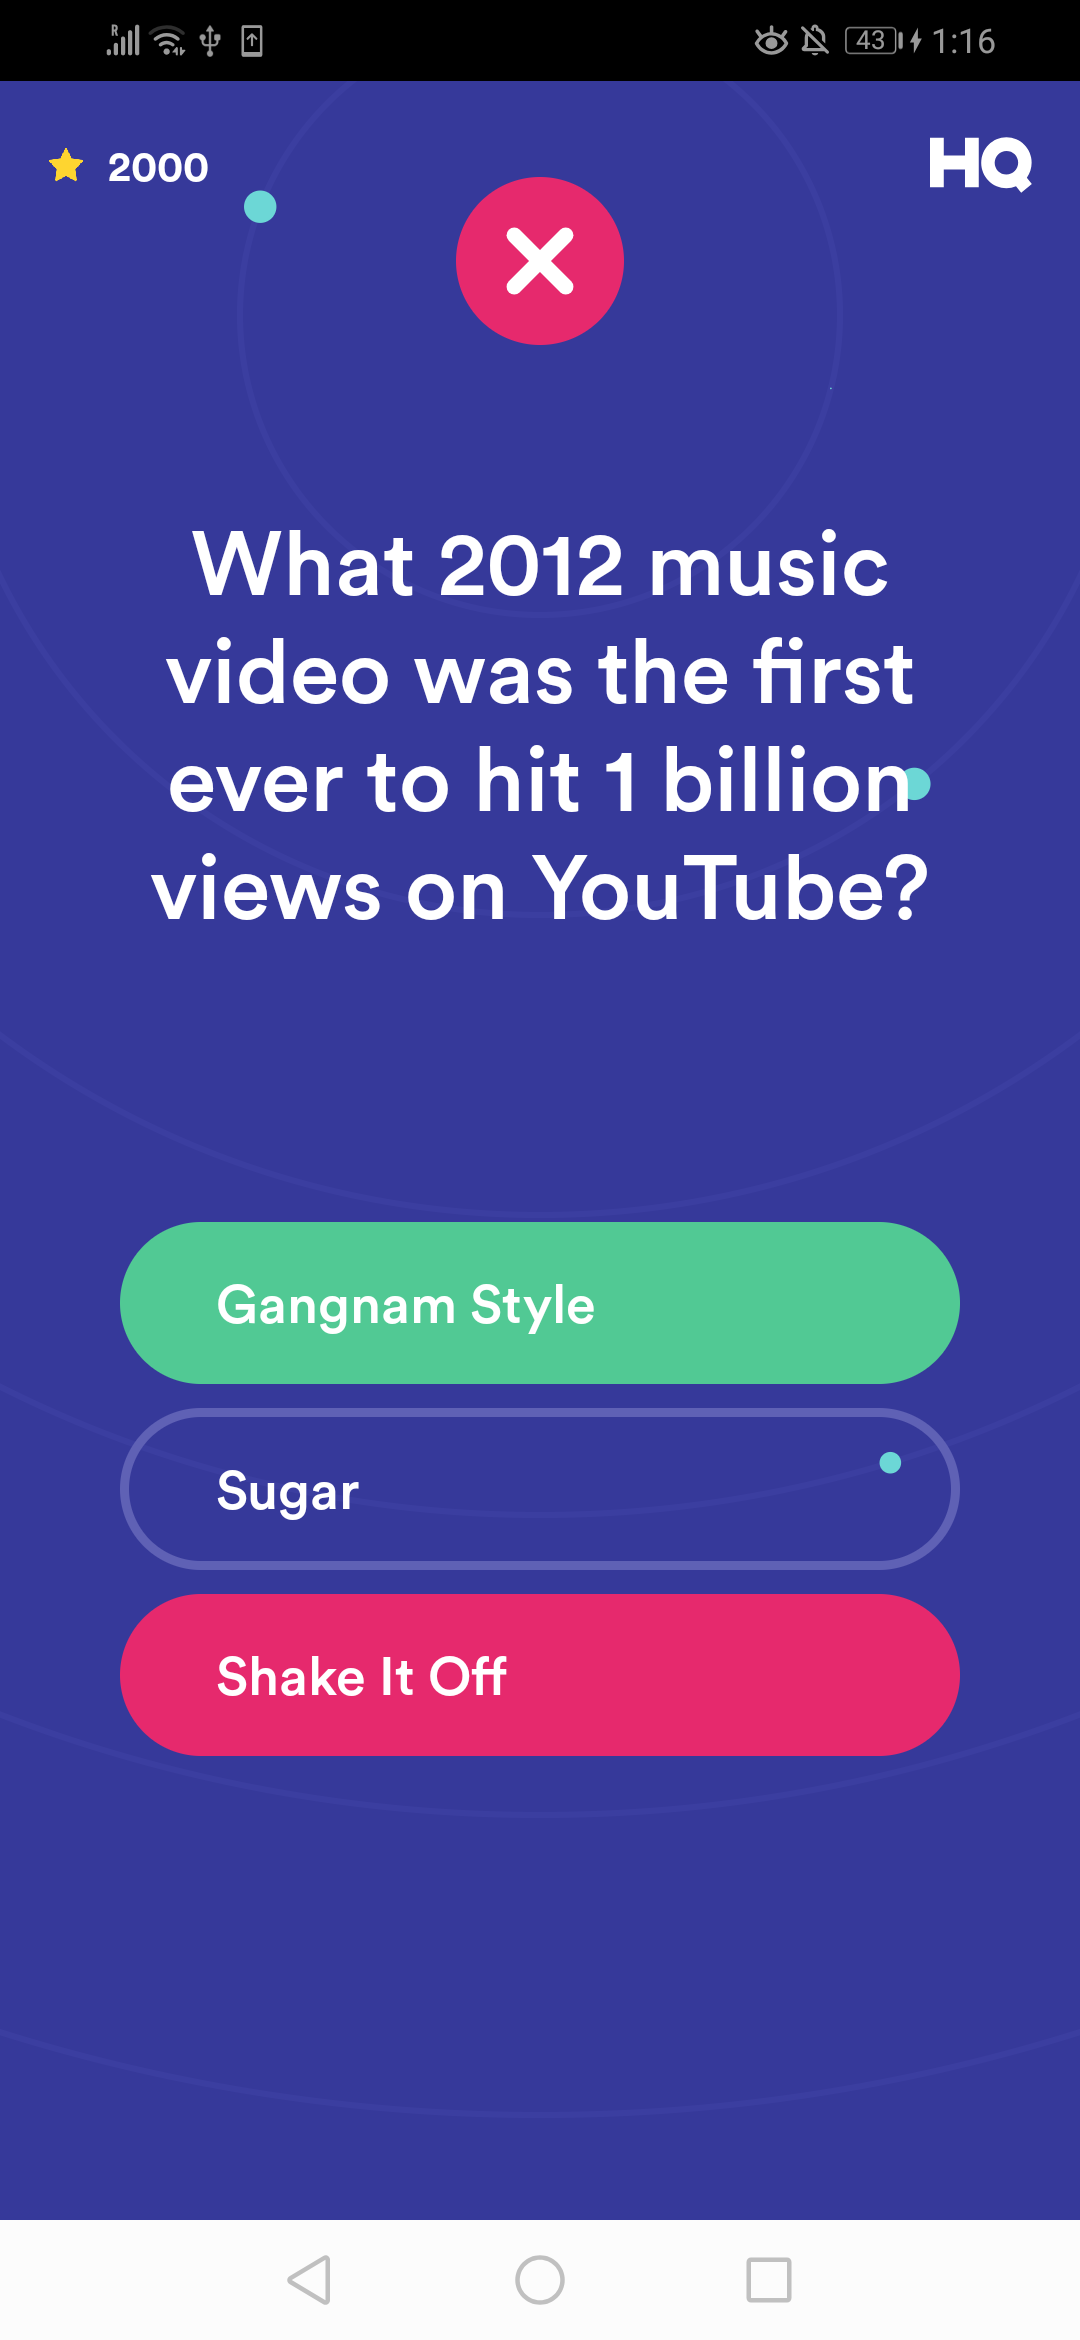 R 43 1:16
2000 HQ
What 2012 music
video was the first
ever to hit 1 billion
views on YouTube?
Gangnam Style
Sugar
Shake It Off